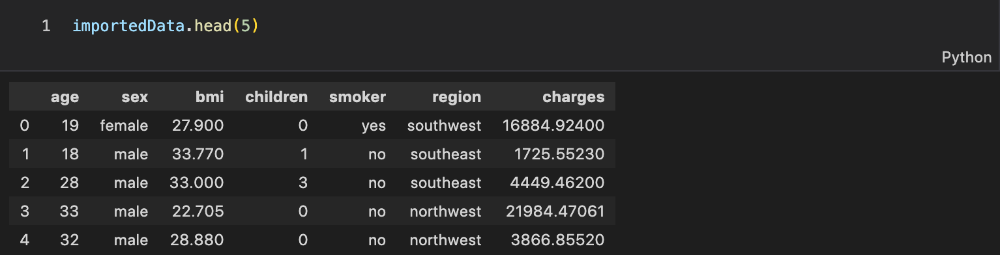 1 importedData.head(5)
Python
age sex bmi children smoker region charges
0 19 female 27.900 0 yes southwest 16884.92400
1 18 male 33.770 1 no southeast 1725.55230
2 28 male 33.000 3 no southeast 4449.46200
3 33 male 22.705 0 no northwest 21984.47061
4 32 male 28.880 0 no northwest 3866.85520